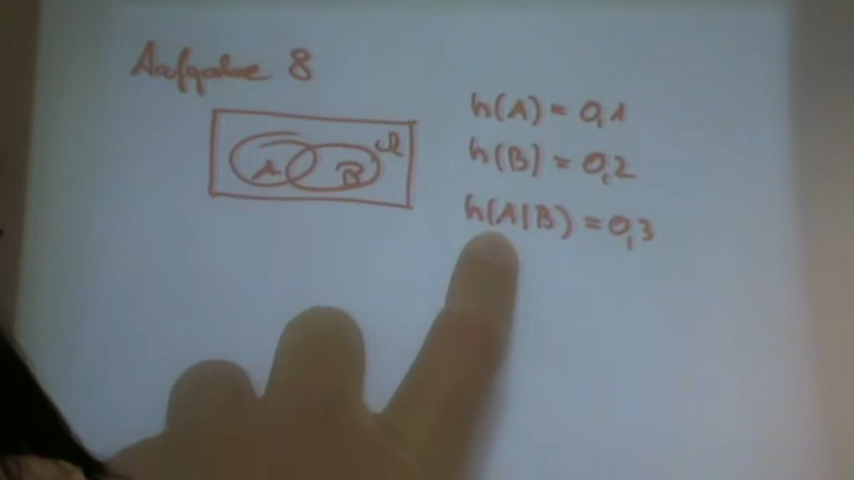 Aufgabe 8
h(A) = 0,1
h(B) = 0,2
h(A|B) = 0,3
A B Ω